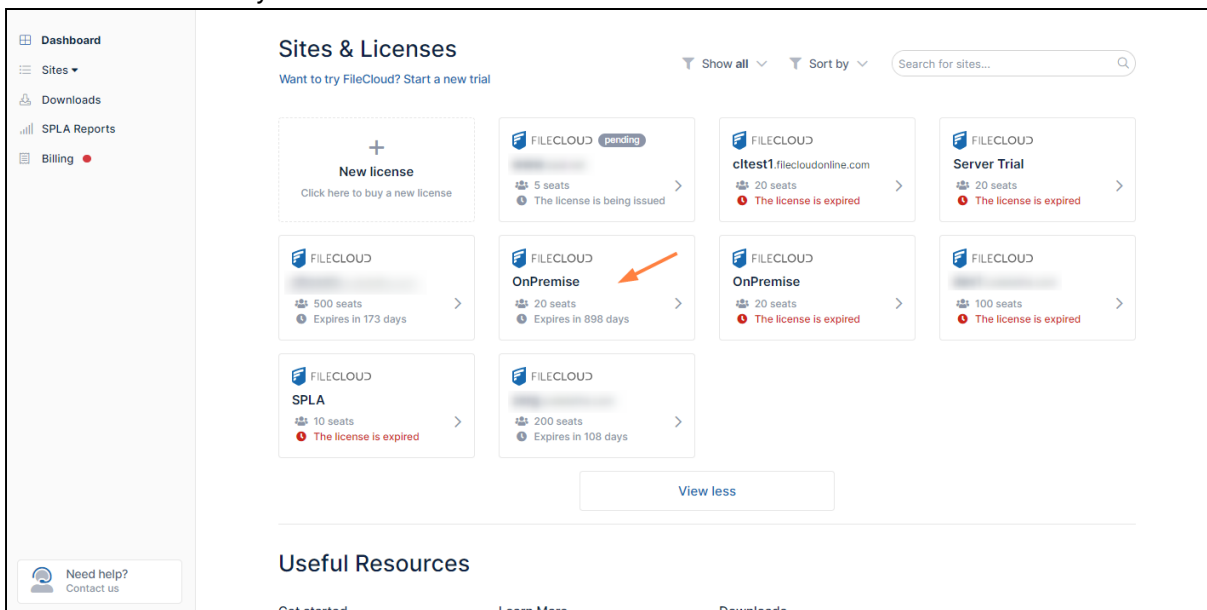 Dashboard
Sites
Downloads
SPLA Reports
Billing
Need help?
Contact us
Sites & Licenses
Want to try FileCloud? Start a new trial
Show all
Sort by
Search for sites...
+
New license
Click here to buy a new license
FILECLOUD pending
5 seats
The license is being issued
FILECLOUD
cltest1.filecloudonline.com
20 seats
The license is expired
FILECLOUD
Server Trial
20 seats
The license is expired
FILECLOUD
500 seats
Expires in 173 days
FILECLOUD
OnPremise
20 seats
Expires in 898 days
FILECLOUD
OnPremise
20 seats
The license is expired
FILECLOUD
100 seats
The license is expired
FILECLOUD
SPLA
10 seats
The license is expired
FILECLOUD
200 seats
Expires in 108 days
View less
Useful Resources
Get started
Learn More
Downloads